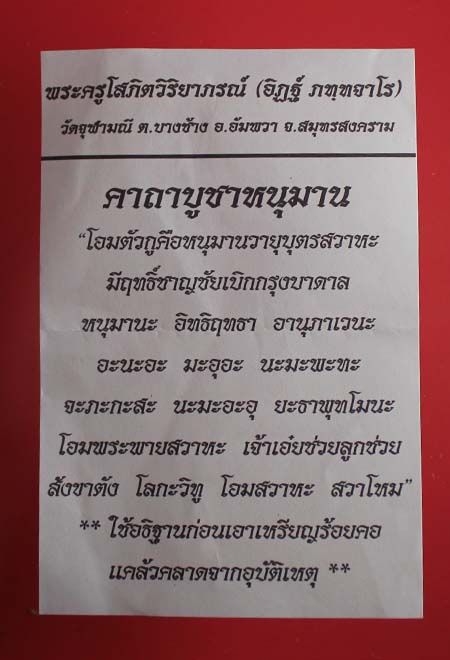 พระครูโสภิตวิริยาภรณ์ (อิฏฐ์ ภทฺทจาโร)
วัดจุฬามณี ต.บางช้าง อ.อัมพวา จ.สมุทรสงคราม
คาถาบูชาหนุมาน
“โอมตัวกูคือหนุมานวายุบุตรสวาหะ
มีฤทธิ์ชาญชัยเบิกกรุงบาดาล
หนุมานะ อิทธิฤทธา อานุภาเวนะ
อะนะอะ มะอุอะ นะมะพะทะ
จะภะกะสะ นะมะอะอุ ยะธาพุทโมนะ
โอมพระพายสวาหะ เจ้าเอ๋ยช่วยลูกช่วย
สังขาตัง โลกะวิทู โอมสวาหะ สวาโหม”
** ใช้อธิฐานก่อนเอาเหรียญร้อยคอ
แคล้วคลาดจากอุบัติเหตุ **